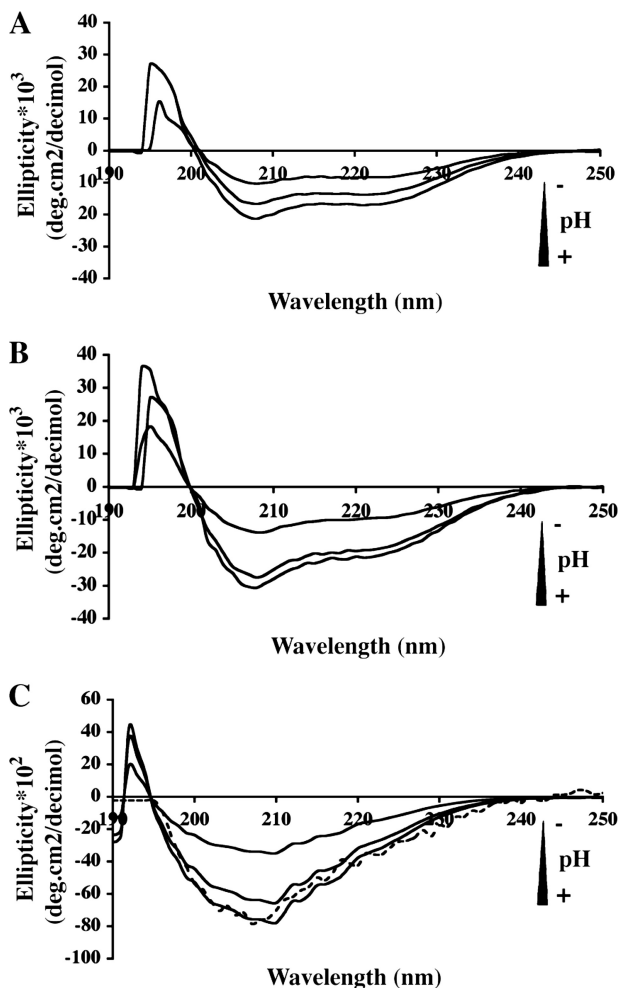 A
Ellipticity*10³
(deg.cm2/decimol)
40
30
20
10
0
190 200 210 220 230 240 250
10
-20
-30
-40
-
pH
+
Wavelength (nm)
B
Ellipticity*10³
(deg.cm2/decimol)
40
30
20
10
0
190 200 210 220 230 240 250
-10
-20
-30
-40
-
pH
+
Wavelength (nm)
C
Ellipticity*10²
(deg.cm2/decimol)
60
40
20
0
190 200 210 220 230 240 250
-20
-40
-60
-80
-100
-
pH
+
Wavelength (nm)